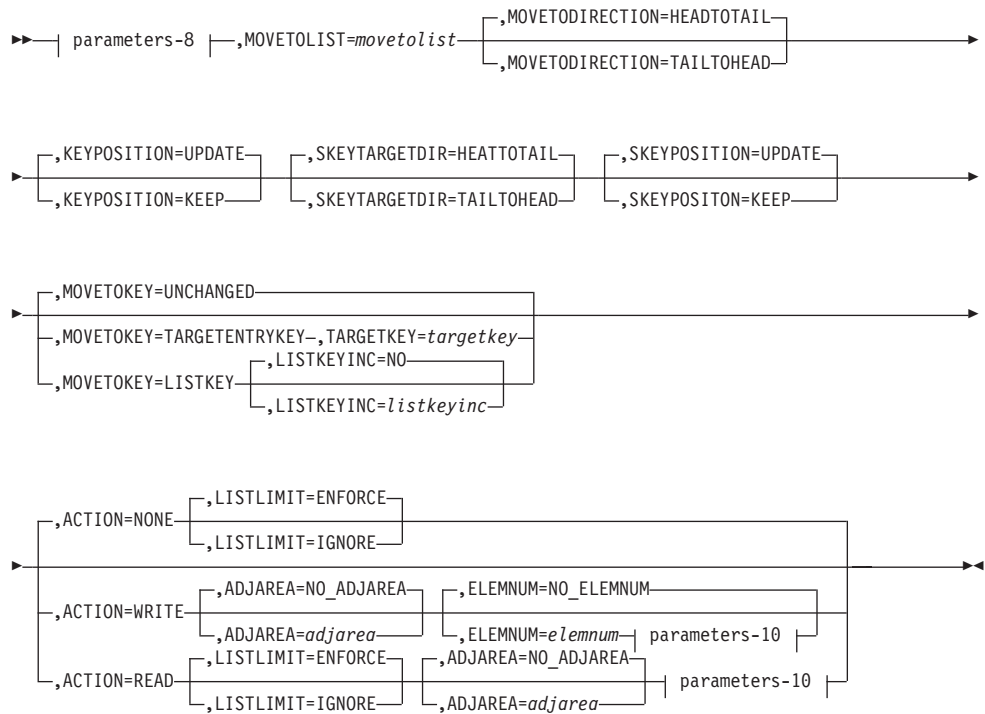 ,MOVETODIRECTION=HEADTOTAIL
parameters-8 ,MOVETOLIST=movetolist
,MOVETODIRECTION=TAILTOHEAD
,KEYPOSITION=UPDATE ,SKEYTARGETDIR=HEATTOTAIL ,SKEYPOSITION=UPDATE
,KEYPOSITION=KEEP ,SKEYTARGETDIR=TAILTOHEAD ,SKEYPOSITON=KEEP
,MOVETOKEY=UNCHANGED
,MOVETOKEY=TARGETENTRYKEY ,TARGETKEY=targetkey
,LISTKEYINC=NO
,MOVETOKEY=LISTKEY
,LISTKEYINC=listkeyinc
,LISTLIMIT=ENFORCE
,ACTION=NONE
,LISTLIMIT=IGNORE
,ADJAREA=NO_ADJAREA ,ELEMNUM=NO_ELEMNUM
,ACTION=WRITE
,ADJAREA=adjarea ,ELEMNUM=elemnum parameters-10
,LISTLIMIT=ENFORCE ,ADJAREA=NO_ADJAREA
,ACTION=READ parameters-10
,LISTLIMIT=IGNORE ,ADJAREA=adjarea